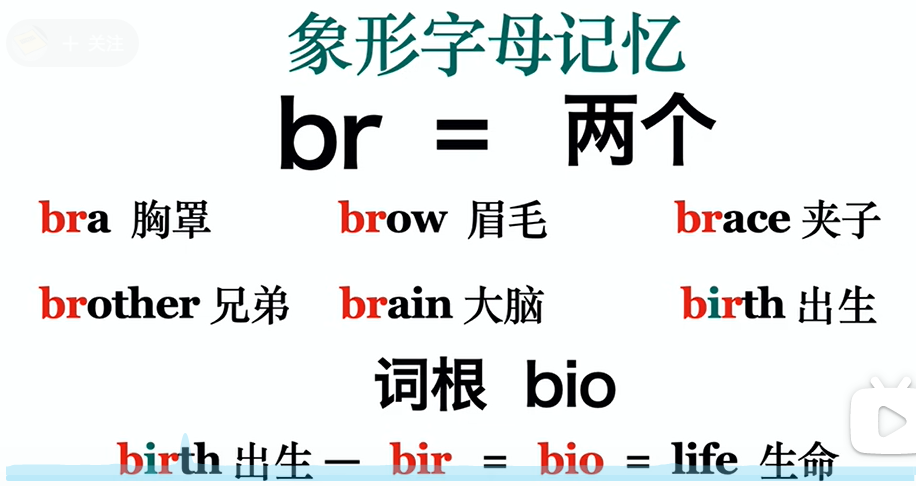 + 关注
象形字母记忆
br = 两个
bra 胸罩 brow 眉毛 brace 夹子
brother 兄弟 brain 大脑 birth 出生
词根 bio
birth 出生 — bir = bio = life 生命